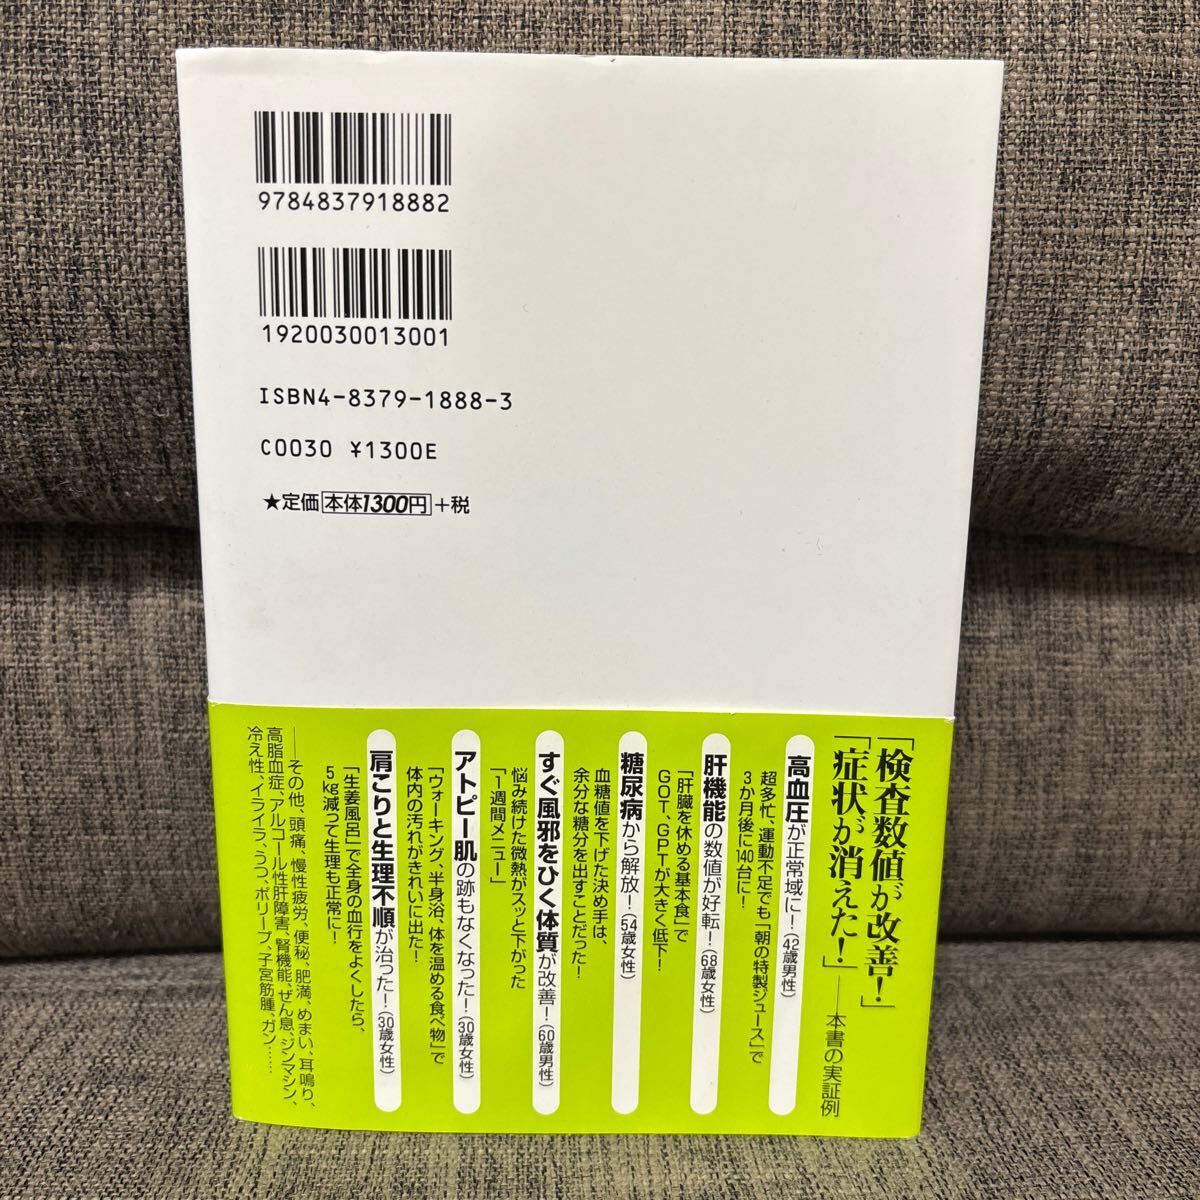 9784837918882
1920030013001
ISBN4-8379-1888-3
C0030 ¥1300E
★定価 本体1300円 +税
「検査数値が改善！」
「症状が消えた！」――本書の実証例
高血圧が正常域に！(42歳男性)
超多忙、運動不足でも「朝の特製ジュース」で
3か月後に140台に！
肝機能の数値が好転！(68歳女性)
「肝臓を休める基本食」で
GOT、GPTが大きく低下！
糖尿病から解放！(54歳女性)
血糖値を下げた決め手は、
余分な糖分を出すことだった！
すぐ風邪をひく体質が改善！(60歳男性)
悩み続けた微熱がスッと下がった
「1週間メニュー」
アトピー肌の跡もなくなった！(30歳女性)
「ウォーキング、半身浴、体を温める食べ物」で
体内の汚れがきれいに出た！
肩こりと生理不順が治った！(30歳女性)
「生姜風呂」で全身の血行をよくしたら、
5kg減って生理も正常に！
――その他、頭痛、慢性疲労、便秘、肥満、めまい、耳鳴り、
高脂血症、アルコール性肝障害、腎機能、ぜん息、ジンマシン、
冷え性、イライラ、うつ、ポリープ、子宮筋腫、ガン……